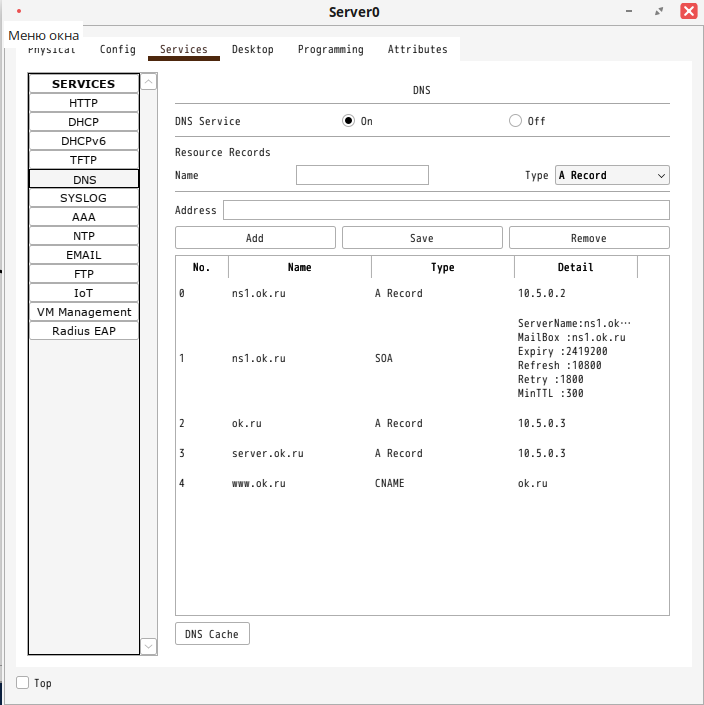 Server0
Меню окна
Physical Config Services Desktop Programming Attributes
SERVICES
HTTP
DHCP
DHCPv6
TFTP
DNS
SYSLOG
AAA
NTP
EMAIL
FTP
IoT
VM Management
Radius EAP
DNS
DNS Service On Off
Resource Records
Name Type A Record
Address
Add Save Remove
No. Name Type Detail
0 ns1.ok.ru A Record 10.5.0.2
1 ns1.ok.ru SOA ServerName:ns1.ok…
MailBox :ns1.ok.ru
Expiry :2419200
Refresh :10800
Retry :1800
MinTTL :300
2 ok.ru A Record 10.5.0.3
3 server.ok.ru A Record 10.5.0.3
4 www.ok.ru CNAME ok.ru
DNS Cache
Top